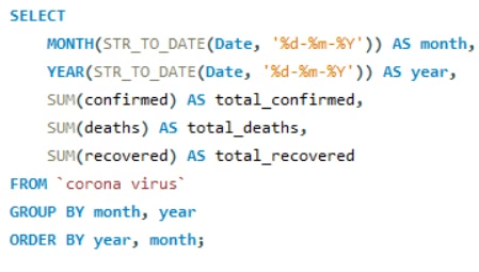 SELECT
MONTH(STR_TO_DATE(Date, '%d-%m-%Y')) AS month,
YEAR(STR_TO_DATE(Date, '%d-%m-%Y')) AS year,
SUM(confirmed) AS total_confirmed,
SUM(deaths) AS total_deaths,
SUM(recovered) AS total_recovered
FROM `corona virus`
GROUP BY month, year
ORDER BY year, month;